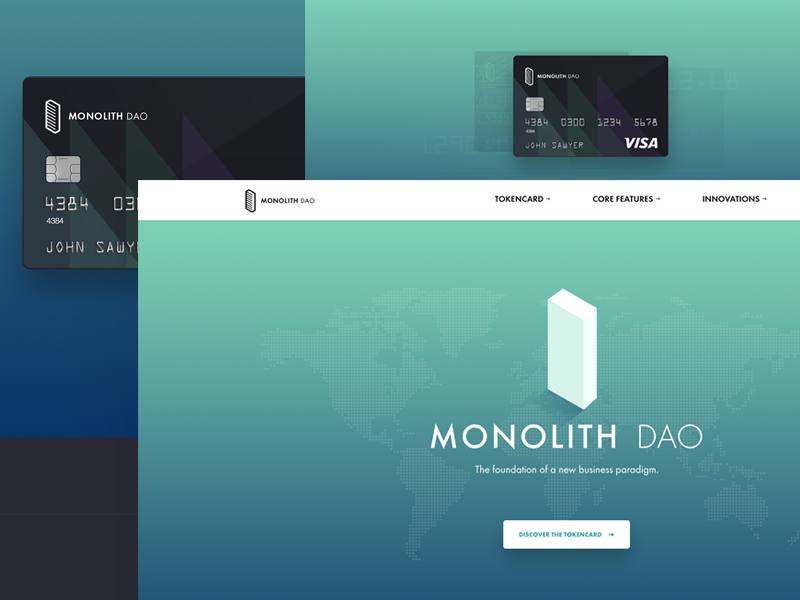 MONOLITH DAO
4384 03
4384
JOHN SAWY
MONOLITH DAO
4384 0300 1234 5678
4384
JOHN SAWYER
VISA
MONOLITH DAO
TOKENCARD →
CORE FEATURES →
INNOVATIONS →
MONOLITH DAO
The foundation of a new business paradigm.
DISCOVER THE TOKENCARD →